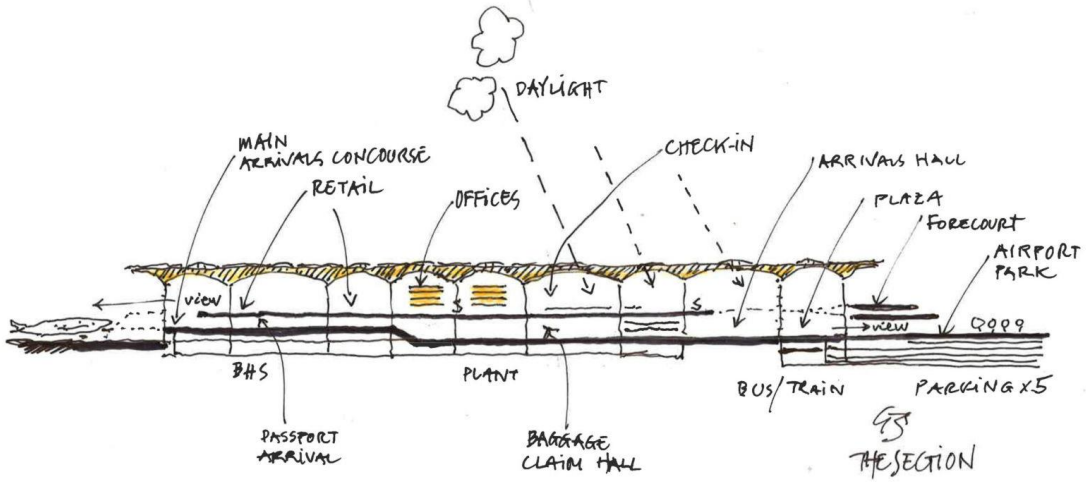 DAYLIGHT
MAIN
ARRIVALS CONCOURSE
RETAIL
OFFICES
CHECK-IN
ARRIVALS HALL
PLAZA
FORECOURT
AIRPORT
PARK
view
view
BHS
PLANT
BUS/TRAIN
PARKING x5
PASSPORT
ARRIVAL
BAGGAGE
CLAIM HALL
THE SECTION